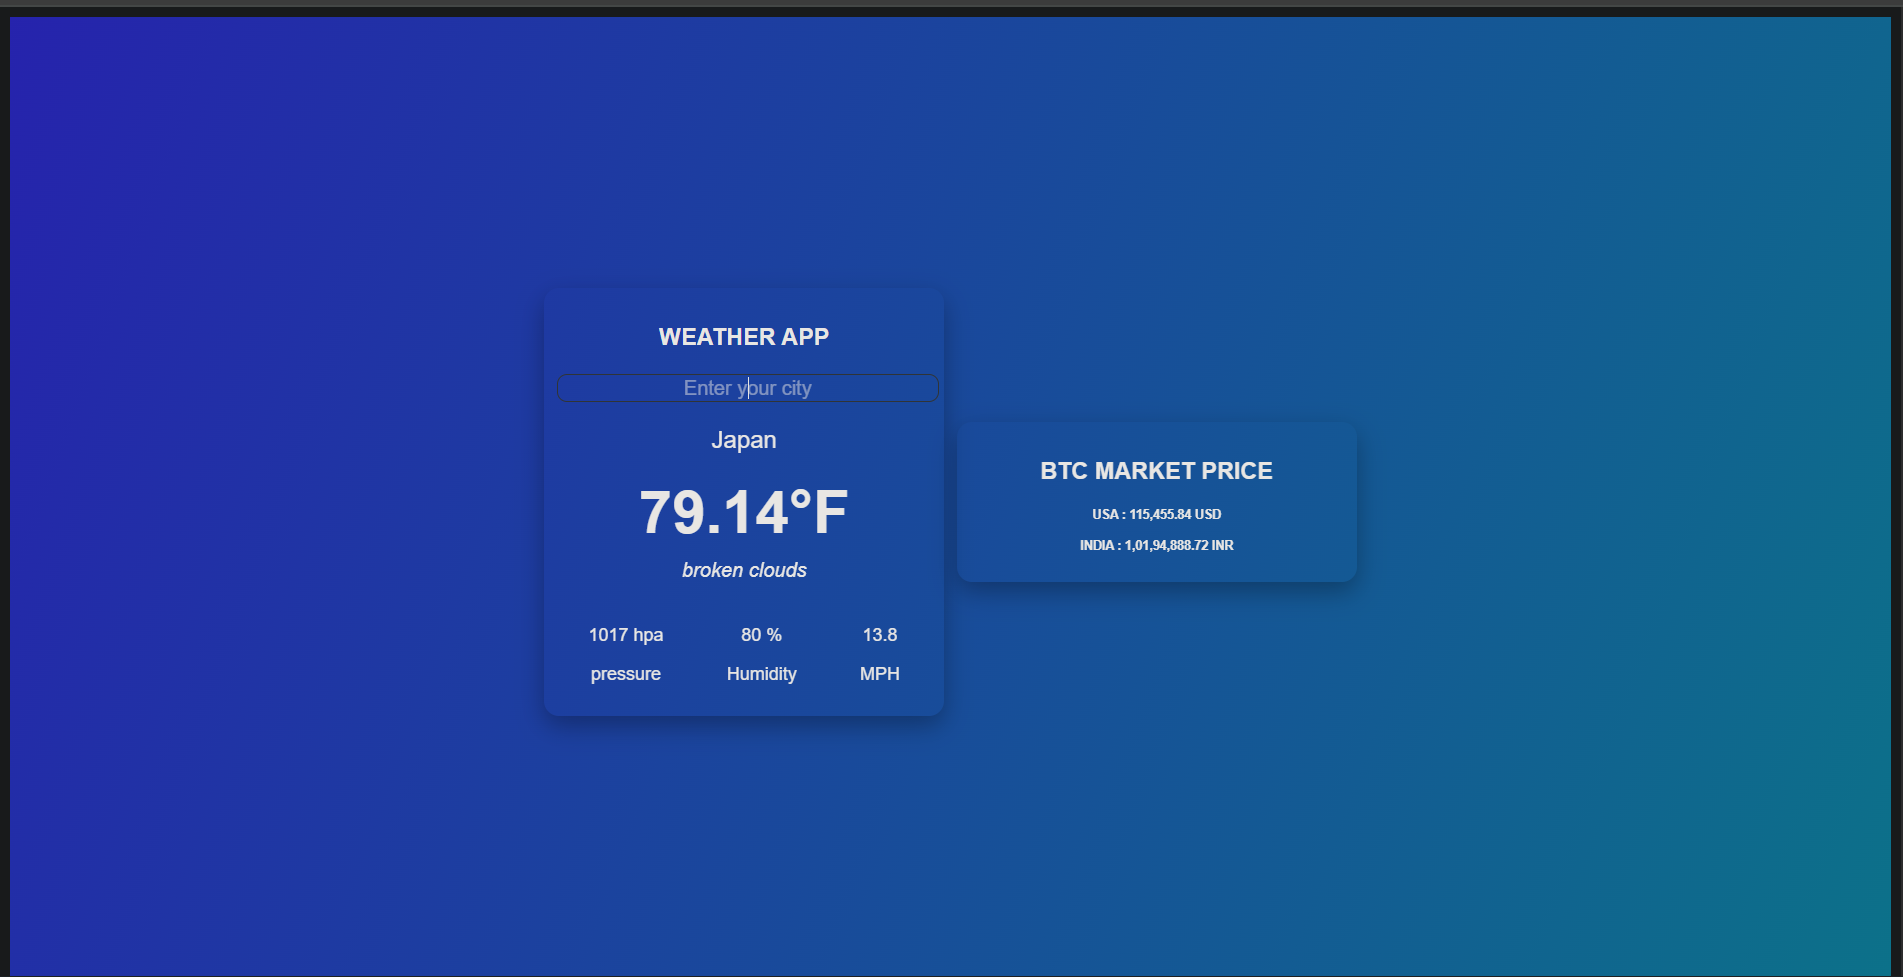 WEATHER APP
Enter your city
Japan
79.14°F
broken clouds
1017 hpa 80 % 13.8
pressure Humidity MPH
BTC MARKET PRICE
USA : 115,455.84 USD
INDIA : 1,01,94,888.72 INR